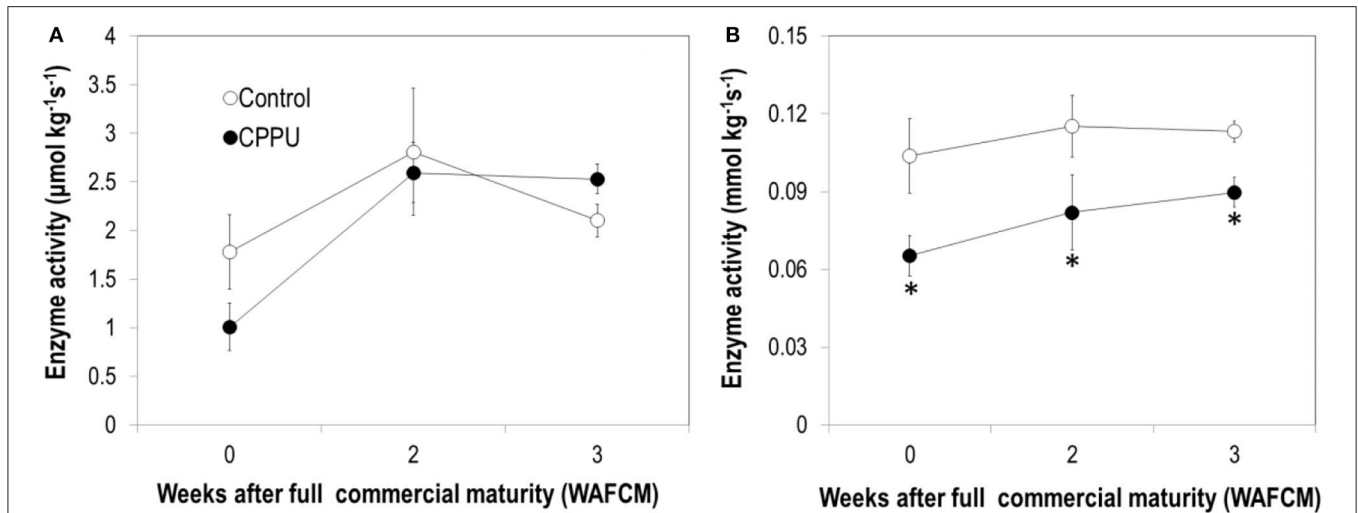 A
Enzyme activity (µmol kg⁻¹s⁻¹)
4
3.5
3
2.5
2
1.5
1
0.5
0
Control
CPPU
0 2 3
Weeks after full commercial maturity (WAFCM)
B
Enzyme activity (mmol kg⁻¹s⁻¹)
0.15
0.12
0.09
0.06
0.03
0
*
*
*
0 2 3
Weeks after full commercial maturity (WAFCM)